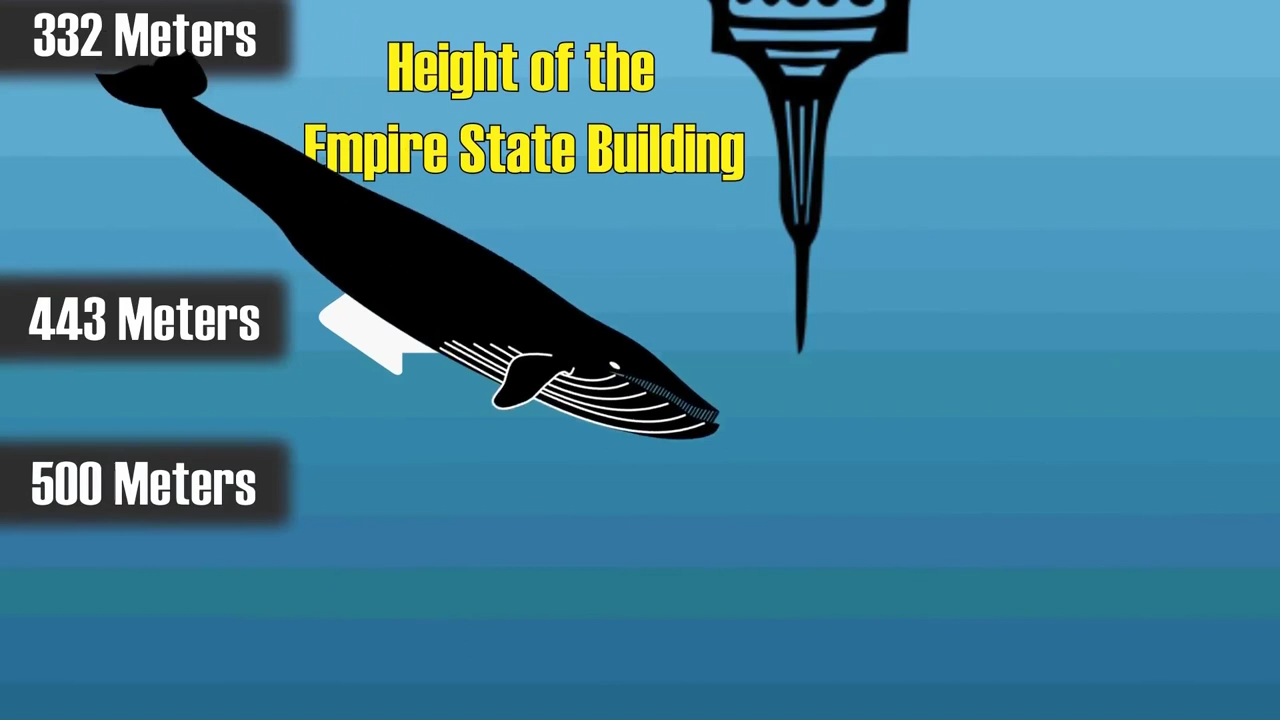 332 Meters
Height of the
Empire State Building
443 Meters
500 Meters